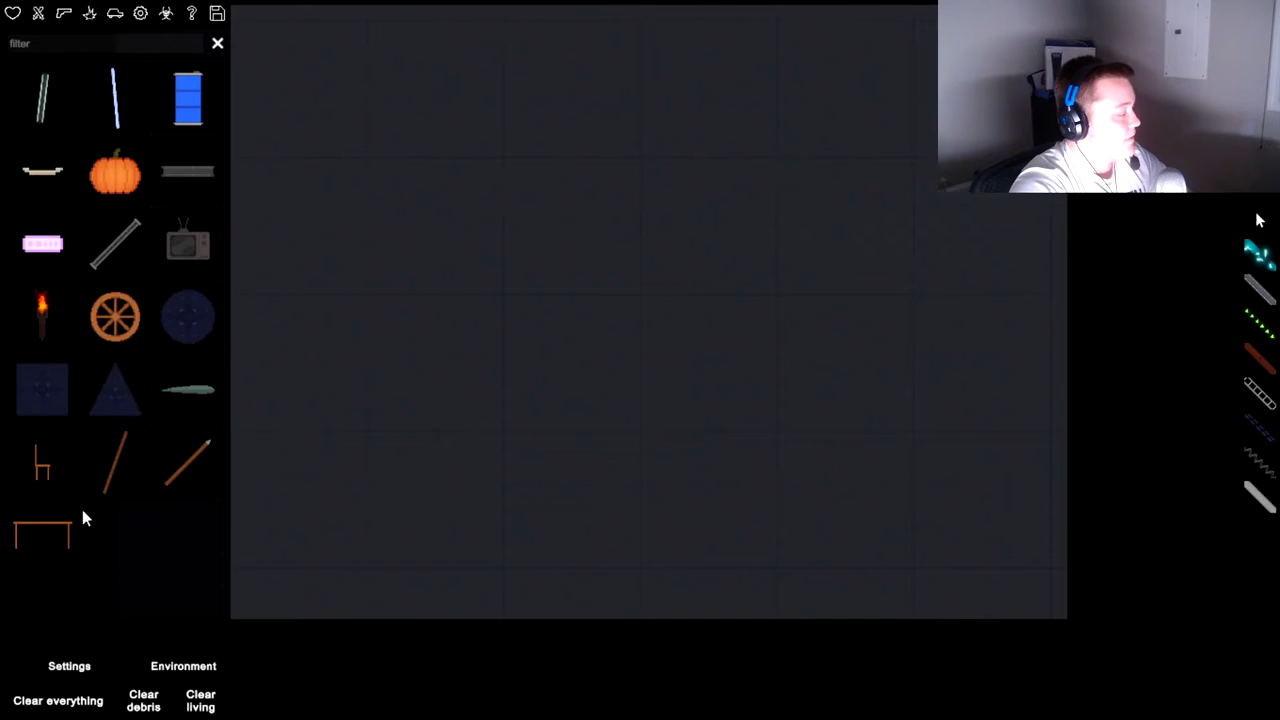 filter
Settings
Environment
Clear everything
Clear debris
Clear living